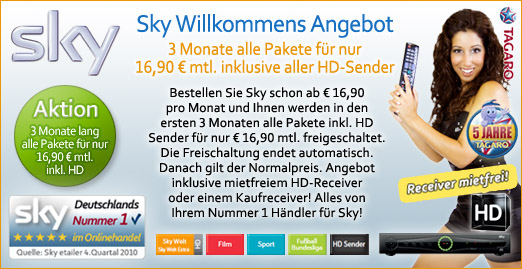 sky
Sky Willkommens Angebot
3 Monate alle Pakete für nur
16,90 € mtl. inklusive aller HD-Sender
TAGARO
Aktion
3 Monate lang
alle Pakete für nur
16,90 € mtl.
inkl. HD
Bestellen Sie Sky schon ab € 16,90
pro Monat und Ihnen werden in den
ersten 3 Monaten alle Pakete inkl. HD
Sender für nur € 16,90 mtl. freigeschaltet.
Die Freischaltung endet automatisch.
Danach gilt der Normalpreis. Angebot
inklusive mietfreiem HD-Receiver
oder einem Kaufreceiver! Alles von
Ihrem Nummer 1 Händler für Sky!
5 JAHRE
TAGARO
Receiver mietfrei!
HD
sky
Deutschlands
Nummer 1
im Onlinehandel
Quelle: Sky etailer 4.Quartal 2010
Sky Welt
Sky Welt Extra
Film
Sport
Fußball
Bundesliga
HD Sender